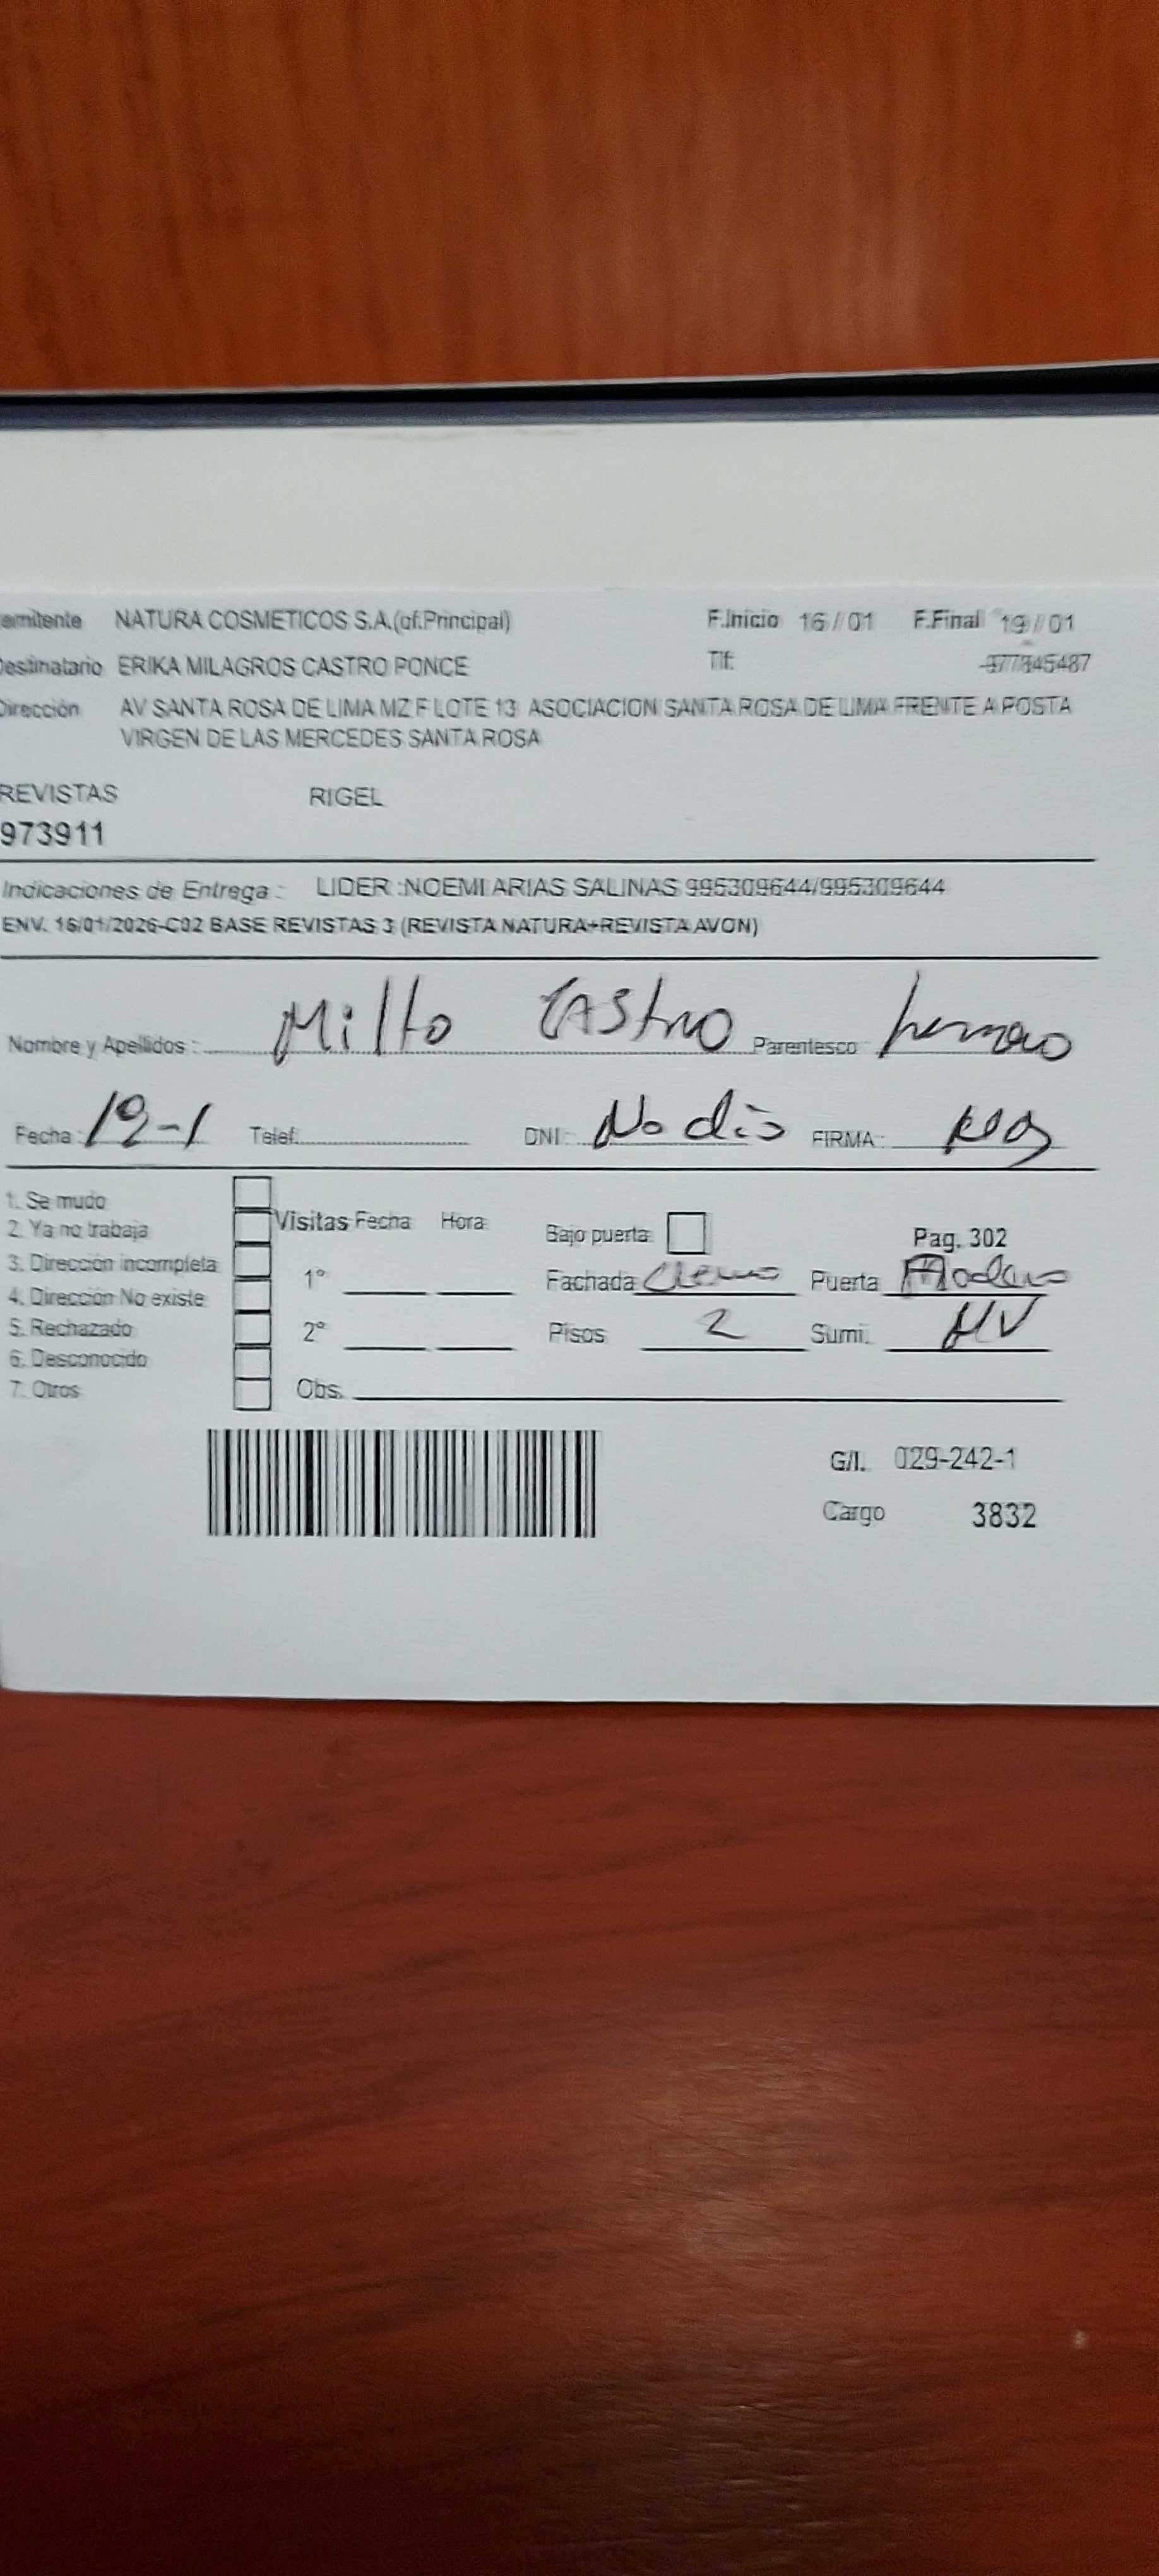 emitente NATURA COSMETICOS S.A.(of.Principal) F.Inicio 16 / / 01 F.Final 19 / / 01
Destinatario ERIKA MILAGROS CASTRO PONCE Tlf: 977845487
Dirección AV SANTA ROSA DE LIMA MZ F LOTE 13 ASOCIACION SANTA ROSA DE LIMA FRENTE A POSTA
VIRGEN DE LAS MERCEDES SANTA ROSA
REVISTAS RIGEL
973911
Indicaciones de Entrega : LIDER :NOEMI ARIAS SALINAS 995309644/995309644
ENV. 16/01/2026-C02 BASE REVISTAS 3 (REVISTA NATURA+REVISTA AVON)
Nombre y Apellidos : Milto Castro Parentesco hermano
Fecha: 19-1 Telef. DNI: No dio FIRMA:
1. Se mudo
2. Ya no trabaja Visitas Fecha Hora Bajo puerta Pag. 302
3. Dirección incompleta 1° Fachada Puerta
4. Dirección No existe
5. Rechazado 2° Pisos 2 Sumi. NV
6. Desconocido
7. Otros Obs.
G/I. 029-242-1
Cargo 3832